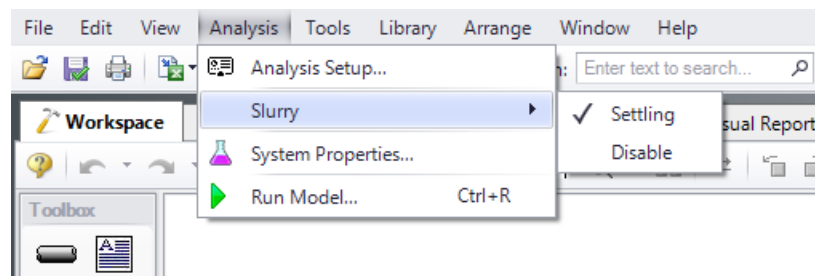 File Edit View Analysis Tools Library Arrange Window Help
Analysis Setup...
Enter text to search...
Slurry
Settling
Workspace
sual Report
Disable
System Properties...
Run Model... Ctrl+R
Toolbox